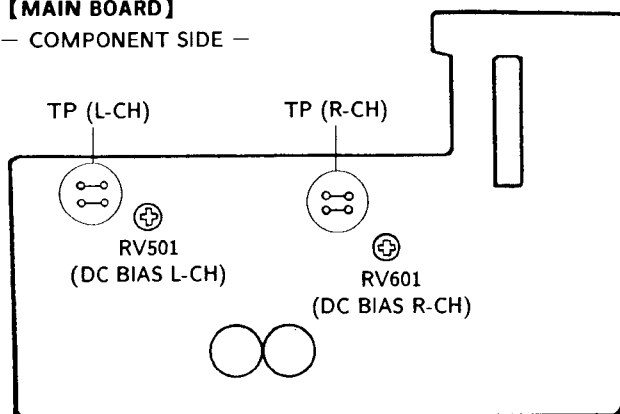 【MAIN BOARD】
— COMPONENT SIDE —
TP (L-CH)
TP (R-CH)
RV501
(DC BIAS L-CH)
RV601
(DC BIAS R-CH)